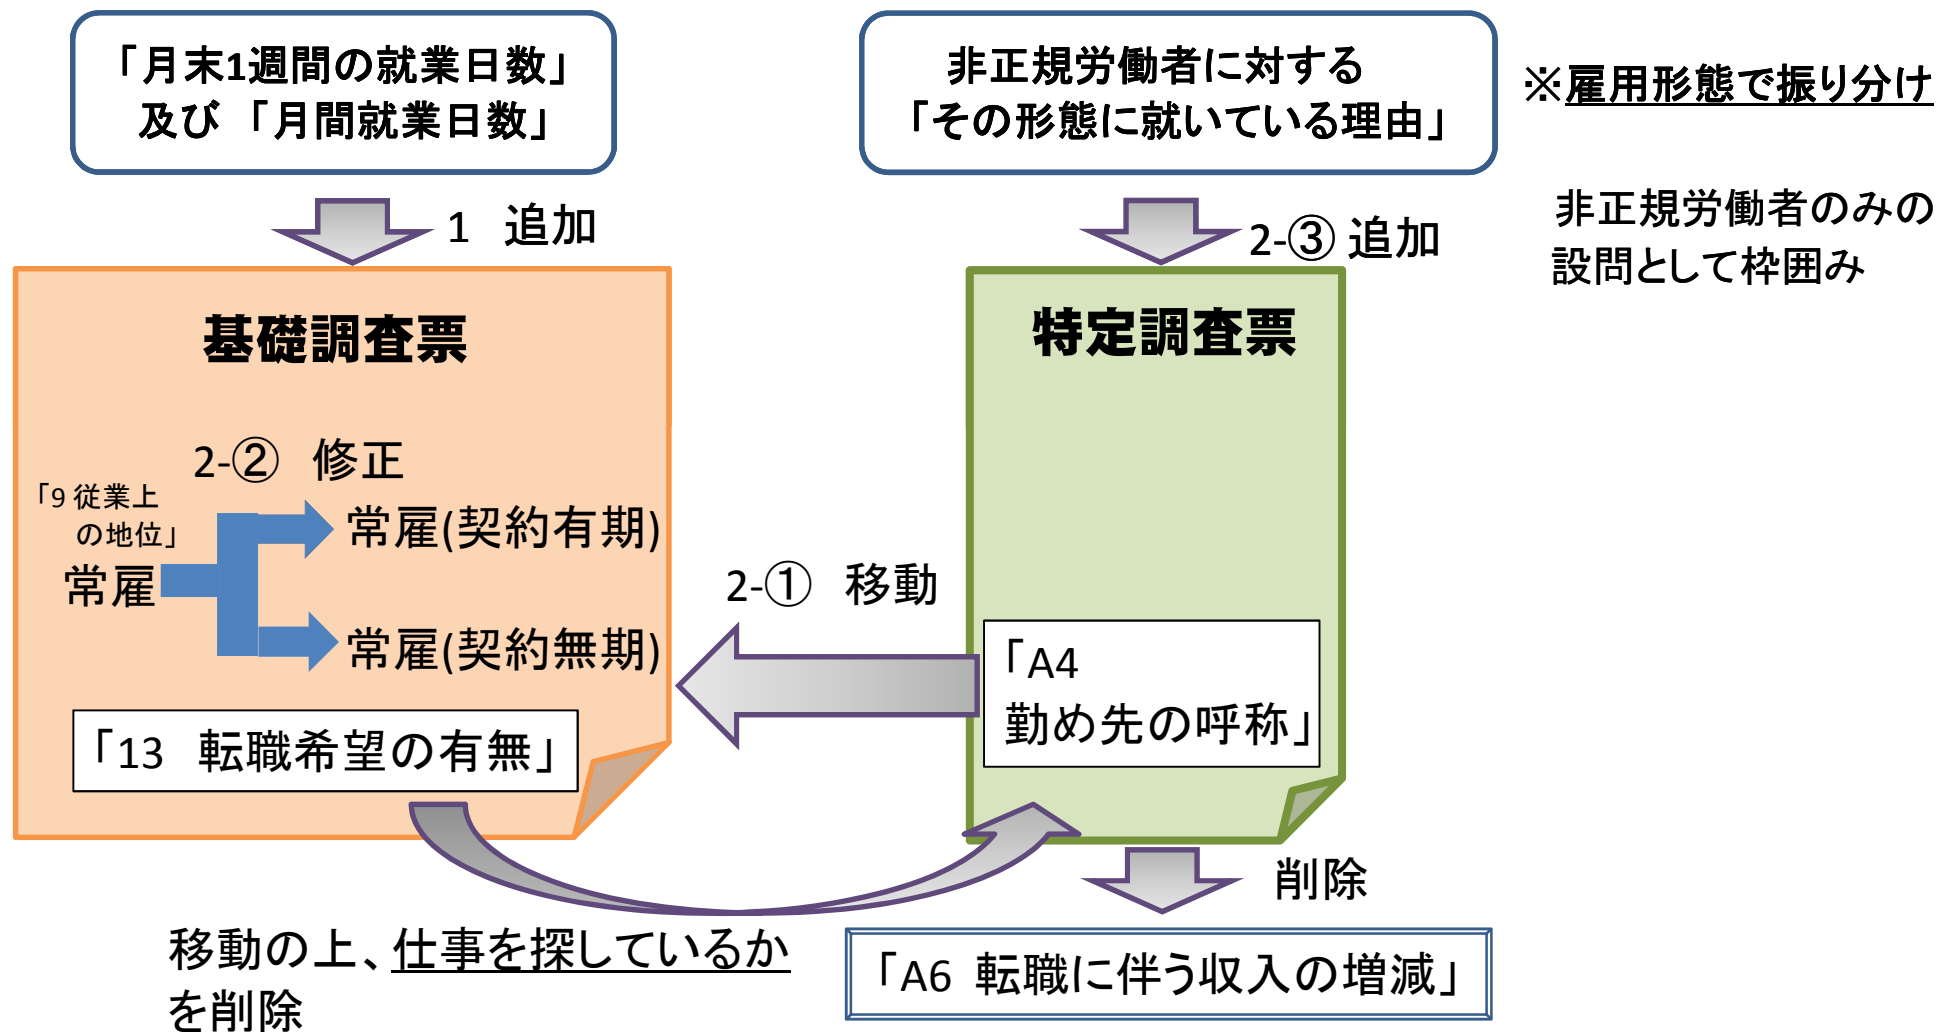 「月末1週間の就業日数」
及び 「月間就業日数」
非正規労働者に対する
「その形態に就いている理由」
※雇用形態で振り分け
非正規労働者のみの
設問として枠囲み
1 追加
2-③ 追加
基礎調査票
特定調査票
2-② 修正
「9 従業上
の地位」
常雇
常雇(契約有期)
常雇(契約無期)
2-① 移動
「A4
勤め先の呼称」
「13 転職希望の有無」
削除
移動の上、仕事を探しているか
を削除
「A6 転職に伴う収入の増減」